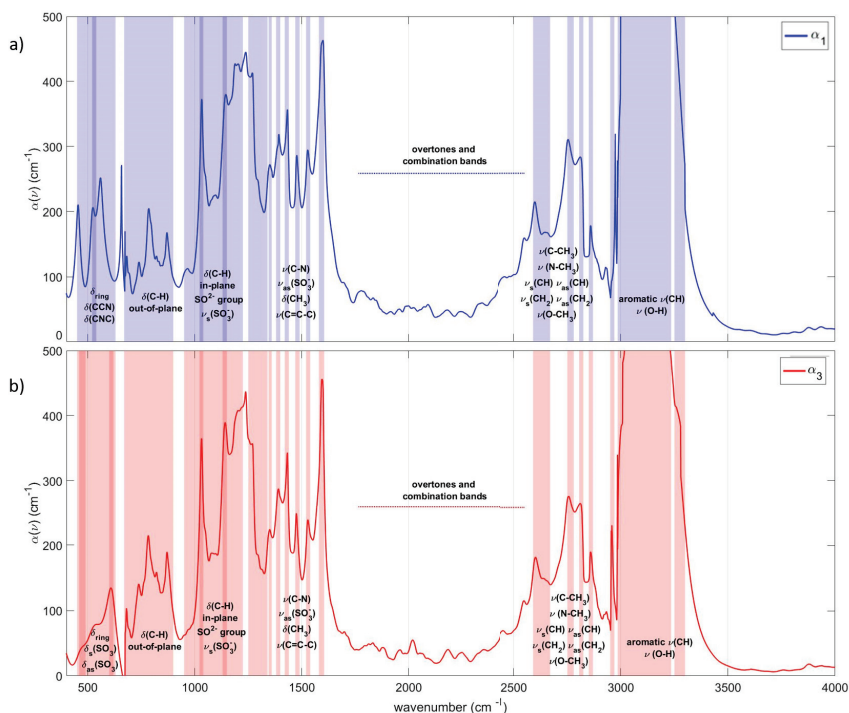 a)
500
400
300
200
100
0
α(ν) (cm⁻¹)
α₁
overtones and
combination bands
δring
δ(CCN)
δ(CNC)
δ(C-H)
out-of-plane
δ(C-H)
in-plane
SO²⁻ group
νs(SO₃⁻)
ν(C-N)
νas(SO₃⁻)
δ(CH₃)
ν(C=C-C)
ν(C-CH₃)
ν (N-CH₃)
νs(CH) νas(CH)
νs(CH₂) νas(CH₂)
ν(O-CH₃)
aromatic ν(CH)
ν (O-H)
b)
500
400
300
200
100
0
α(ν) (cm⁻¹)
α₃
overtones and
combination bands
δring
δs(SO₃)
δas(SO₃)
δ(C-H)
out-of-plane
δ(C-H)
in-plane
SO²⁻ group
νs(SO₃⁻)
ν(C-N)
νas(SO₃⁻)
δ(CH₃)
ν(C=C-C)
ν(C-CH₃)
ν (N-CH₃)
νs(CH) νas(CH)
νs(CH₂) νas(CH₂)
ν(O-CH₃)
aromatic ν(CH)
ν (O-H)
500 1000 1500 2000 2500 3000 3500 4000
wavenumber (cm⁻¹)